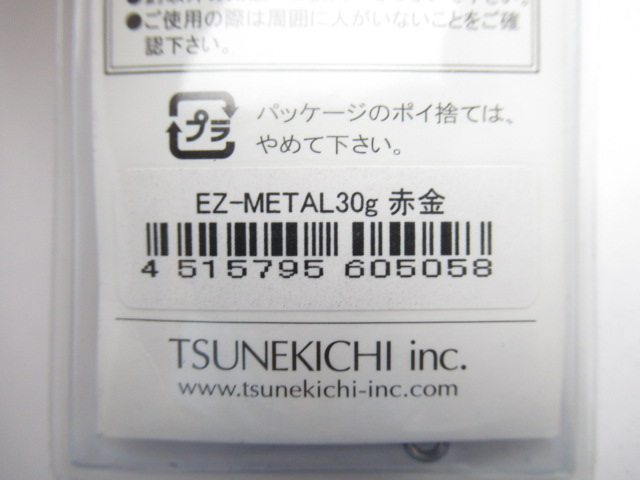 ●ご使用の際は周囲に人がいないことをご確
認下さい。
プラ
パッケージのポイ捨ては、
やめて下さい。
EZ-METAL30g 赤金
4 515795 605058
TSUNEKICHI inc.
www.tsunekichi-inc.com